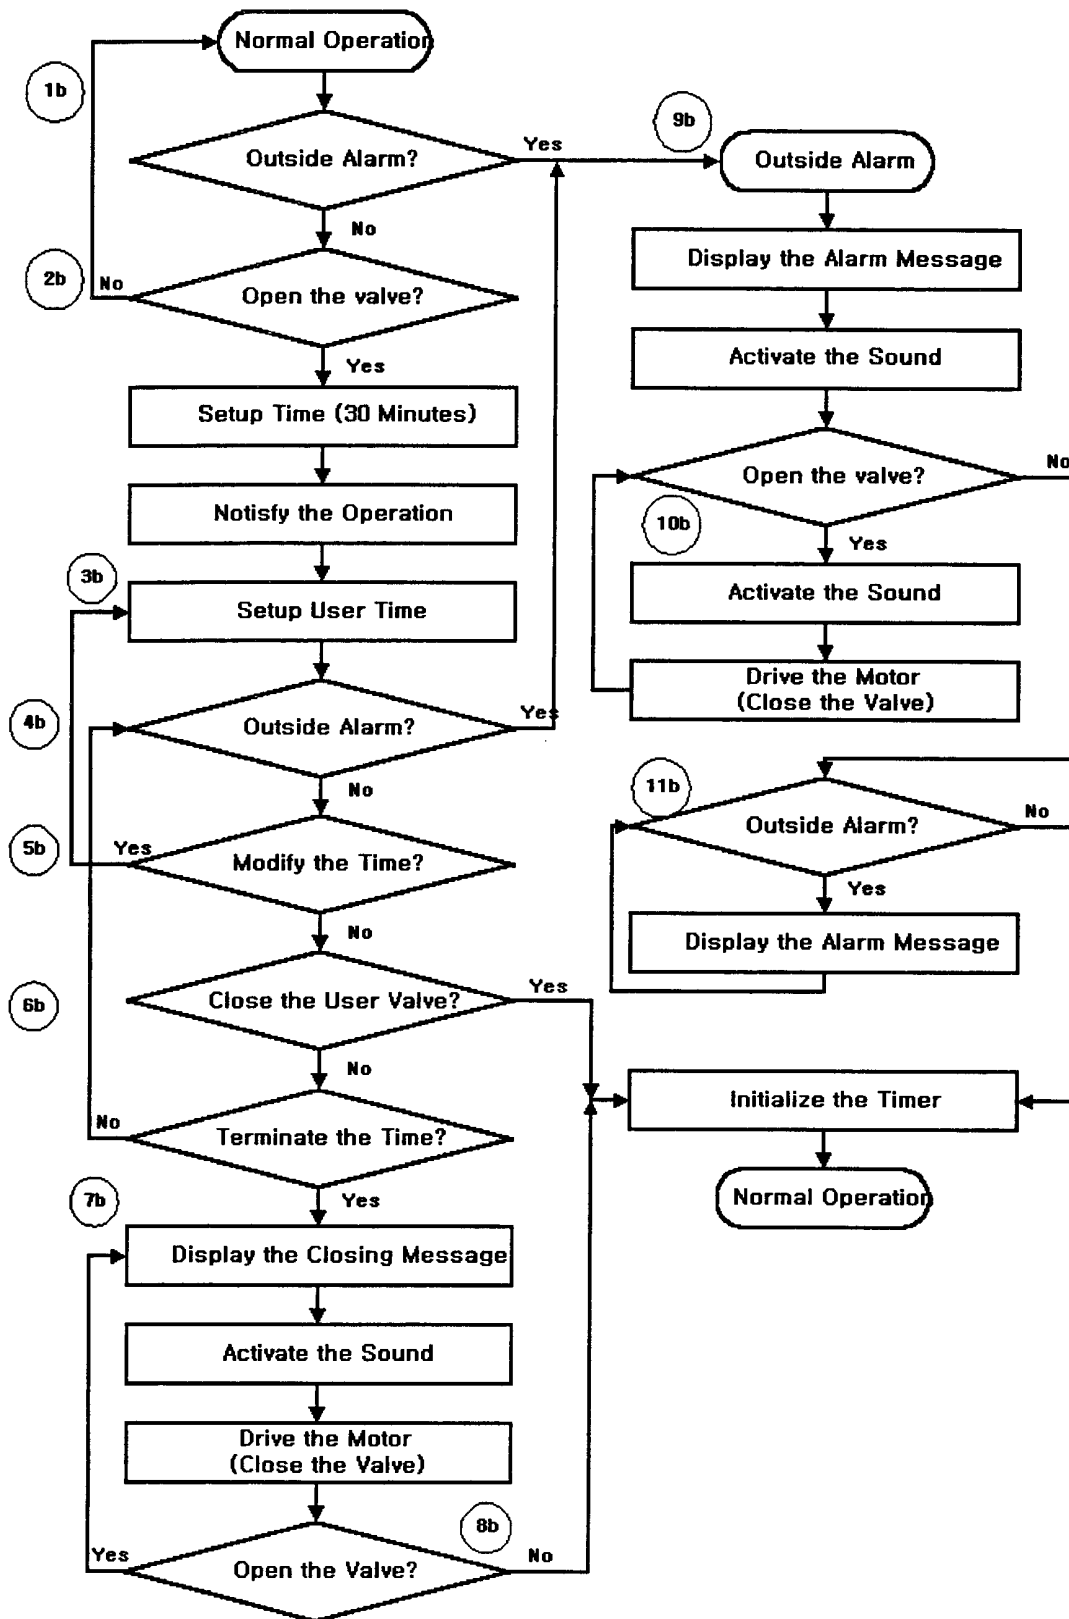 Normal Operation
1b
Outside Alarm?
Yes
No
2b
No
Open the valve?
Yes
Setup Time (30 Minutes)
Notisfy the Operation
3b
Setup User Time
4b
Outside Alarm?
Yes
No
5b
Yes
Modify the Time?
No
6b
Close the User Valve?
Yes
No
No
Terminate the Time?
7b
Yes
Display the Closing Message
Activate the Sound
Drive the Motor
(Close the Valve)
8b
Yes
Open the Valve?
No
9b
Outside Alarm
Display the Alarm Message
Activate the Sound
Open the valve?
No
10b
Yes
Activate the Sound
Drive the Motor
(Close the Valve)
11b
Outside Alarm?
No
Yes
Display the Alarm Message
Initialize the Timer
Normal Operation